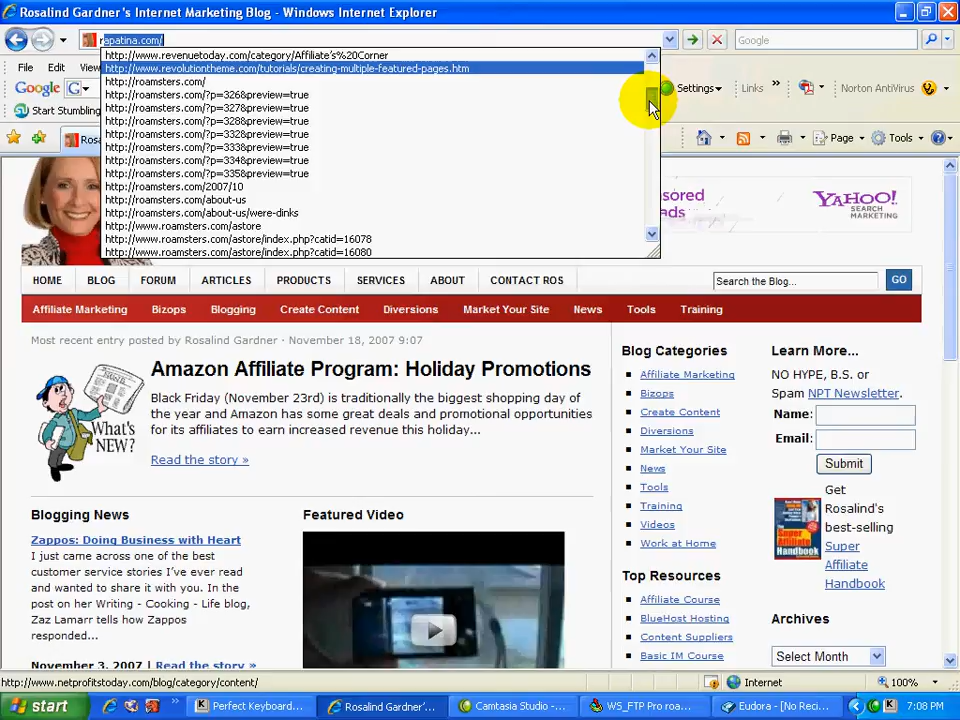 Rosalind Gardner's Internet Marketing Blog - Windows Internet Explorer
rapatina.com/
Google
File Edit View
http://www.revenuetoday.com/category/Affiliate's%20Corner
http://www.revolutiontheme.com/tutorials/creating-multiple-featured-pages.htm
http://roamsters.com/
http://roamsters.com/?p=326&preview=true
http://roamsters.com/?p=327&preview=true
http://roamsters.com/?p=328&preview=true
http://roamsters.com/?p=332&preview=true
http://roamsters.com/?p=333&preview=true
http://roamsters.com/?p=334&preview=true
http://roamsters.com/?p=335&preview=true
http://roamsters.com/2007/10
http://roamsters.com/about-us
http://roamsters.com/about-us/were-dinks
http://www.roamsters.com/astore
http://www.roamsters.com/astore/index.php?catid=16078
http://www.roamsters.com/astore/index.php?catid=16080
Google G Settings Links » Norton AntiVirus
Start Stumbling
Ros Page Tools
sored
ds
YAHOO!
SEARCH
MARKETING
HOME BLOG FORUM ARTICLES PRODUCTS SERVICES ABOUT CONTACT ROS Search the Blog... GO
Affiliate Marketing Bizops Blogging Create Content Diversions Market Your Site News Tools Training
Most recent entry posted by Rosalind Gardner · November 18, 2007 9:07
What's
NEW?
Amazon Affiliate Program: Holiday Promotions
Black Friday (November 23rd) is traditionally the biggest shopping day of
the year and Amazon has some great deals and promotional opportunities
for its affiliates to earn increased revenue this holiday...
Read the story »
Blogging News
Zappos: Doing Business with Heart
I just came across one of the best
customer service stories I've ever read
and wanted to share it with you. In the
post on her Writing - Cooking - Life blog,
Zaz Lamarr tells how Zappos
responded...
November 3, 2007 | Read the story »
Featured Video
Blog Categories
Affiliate Marketing
Bizops
Create Content
Diversions
Market Your Site
News
Tools
Training
Videos
Work at Home
Top Resources
Affiliate Course
BlueHost Hosting
Content Suppliers
Basic IM Course
Learn More...
NO HYPE, B.S. or
Spam NPT Newsletter.
Name:
Email:
Submit
Super
Affiliate
Handbook
Get
Rosalind's
best-selling
Super
Affiliate
Handbook
Archives
Select Month
http://www.netprofitstoday.com/blog/category/content/ Internet 100%
start Perfect Keyboard... Rosalind Gardner'... Camtasia Studio -... WS_FTP Pro roa... Eudora - [No Reci... 7:08 PM